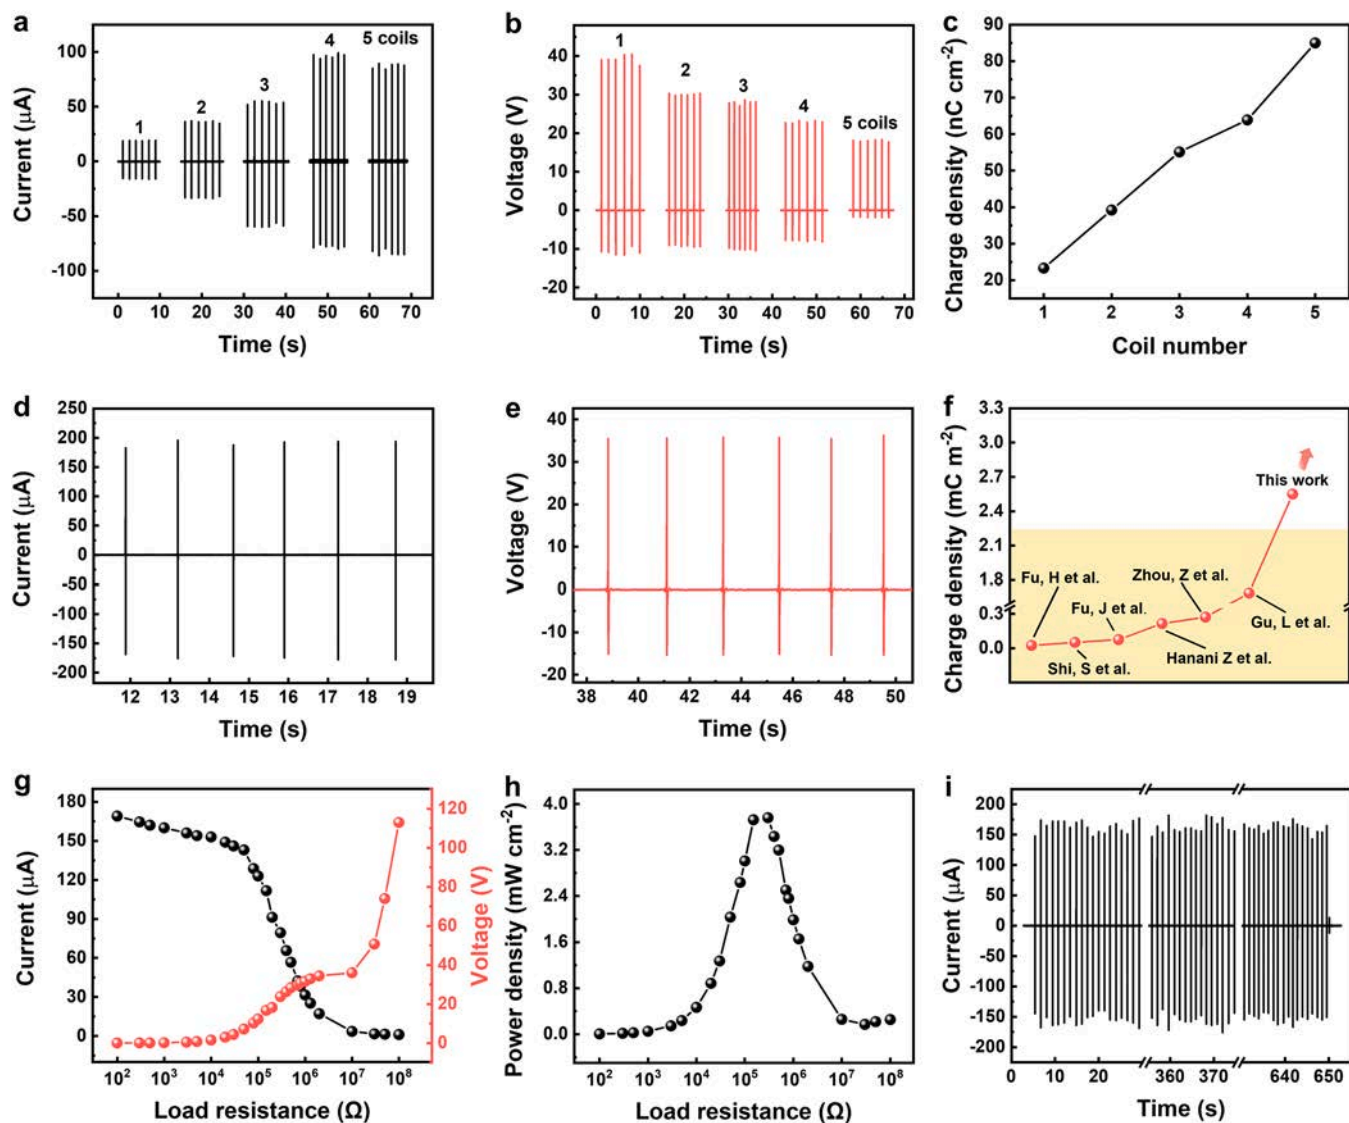 a
Current (μA)
100
50
0
-50
-100
1
2
3
4
5 coils
0 10 20 30 40 50 60 70
Time (s)
b
Voltage (V)
50
40
30
20
10
0
-10
-20
1
2
3
4
5 coils
0 10 20 30 40 50 60 70
Time (s)
c
Charge density (nC cm⁻²)
90
80
70
60
50
40
30
20
1 2 3 4 5
Coil number
d
Current (μA)
250
200
150
100
50
0
-50
-100
-150
-200
12 13 14 15 16 17 18 19
Time (s)
e
Voltage (V)
40
30
20
10
0
-10
-20
38 40 42 44 46 48 50
Time (s)
f
Charge density (mC m⁻²)
3.3
3.0
2.7
2.4
2.1
1.8
0.3
0.0
This work
Fu, H et al.
Zhou, Z et al.
Fu, J et al.
Gu, L et al.
Hanani Z et al.
Shi, S et al.
g
Current (μA)
180
150
120
90
60
30
0
Voltage (V)
120
100
80
60
40
20
0
10² 10³ 10⁴ 10⁵ 10⁶ 10⁷ 10⁸
Load resistance (Ω)
h
Power density (mW cm⁻²)
4.0
3.2
2.4
1.6
0.8
0.0
10² 10³ 10⁴ 10⁵ 10⁶ 10⁷ 10⁸
Load resistance (Ω)
i
Current (μA)
200
150
100
50
0
-50
-100
-150
-200
0 10 20 360 370 640 650
Time (s)